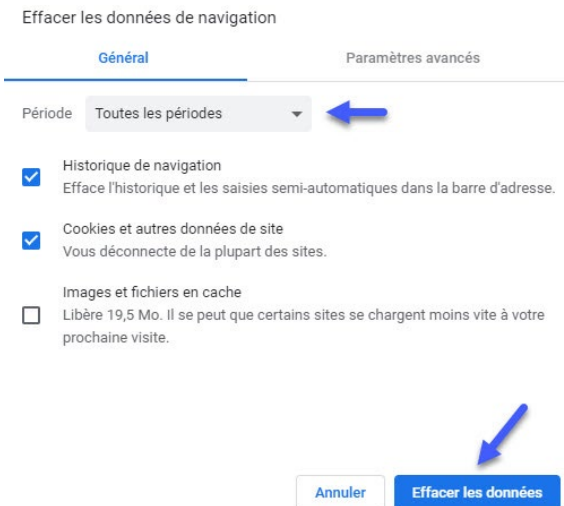 Effacer les données de navigation
Général
Paramètres avancés
Période Toutes les périodes
Historique de navigation
Efface l'historique et les saisies semi-automatiques dans la barre d'adresse.
Cookies et autres données de site
Vous déconnecte de la plupart des sites.
Images et fichiers en cache
Libère 19,5 Mo. Il se peut que certains sites se chargent moins vite à votre
prochaine visite.
Annuler
Effacer les données